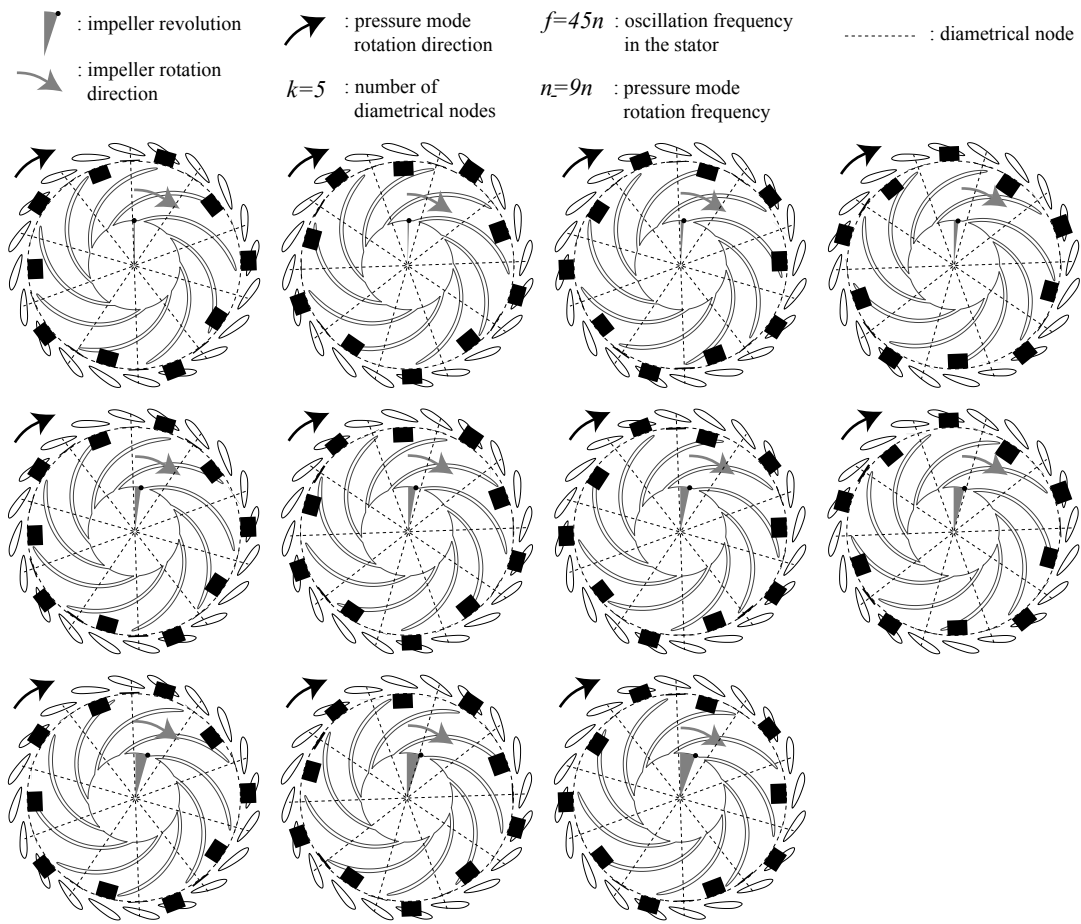 : impeller revolution
: impeller rotation
direction
: pressure mode
rotation direction
k=5 : number of
diametrical nodes
f=45n : oscillation frequency
in the stator
n=9n : pressure mode
rotation frequency
: diametrical node